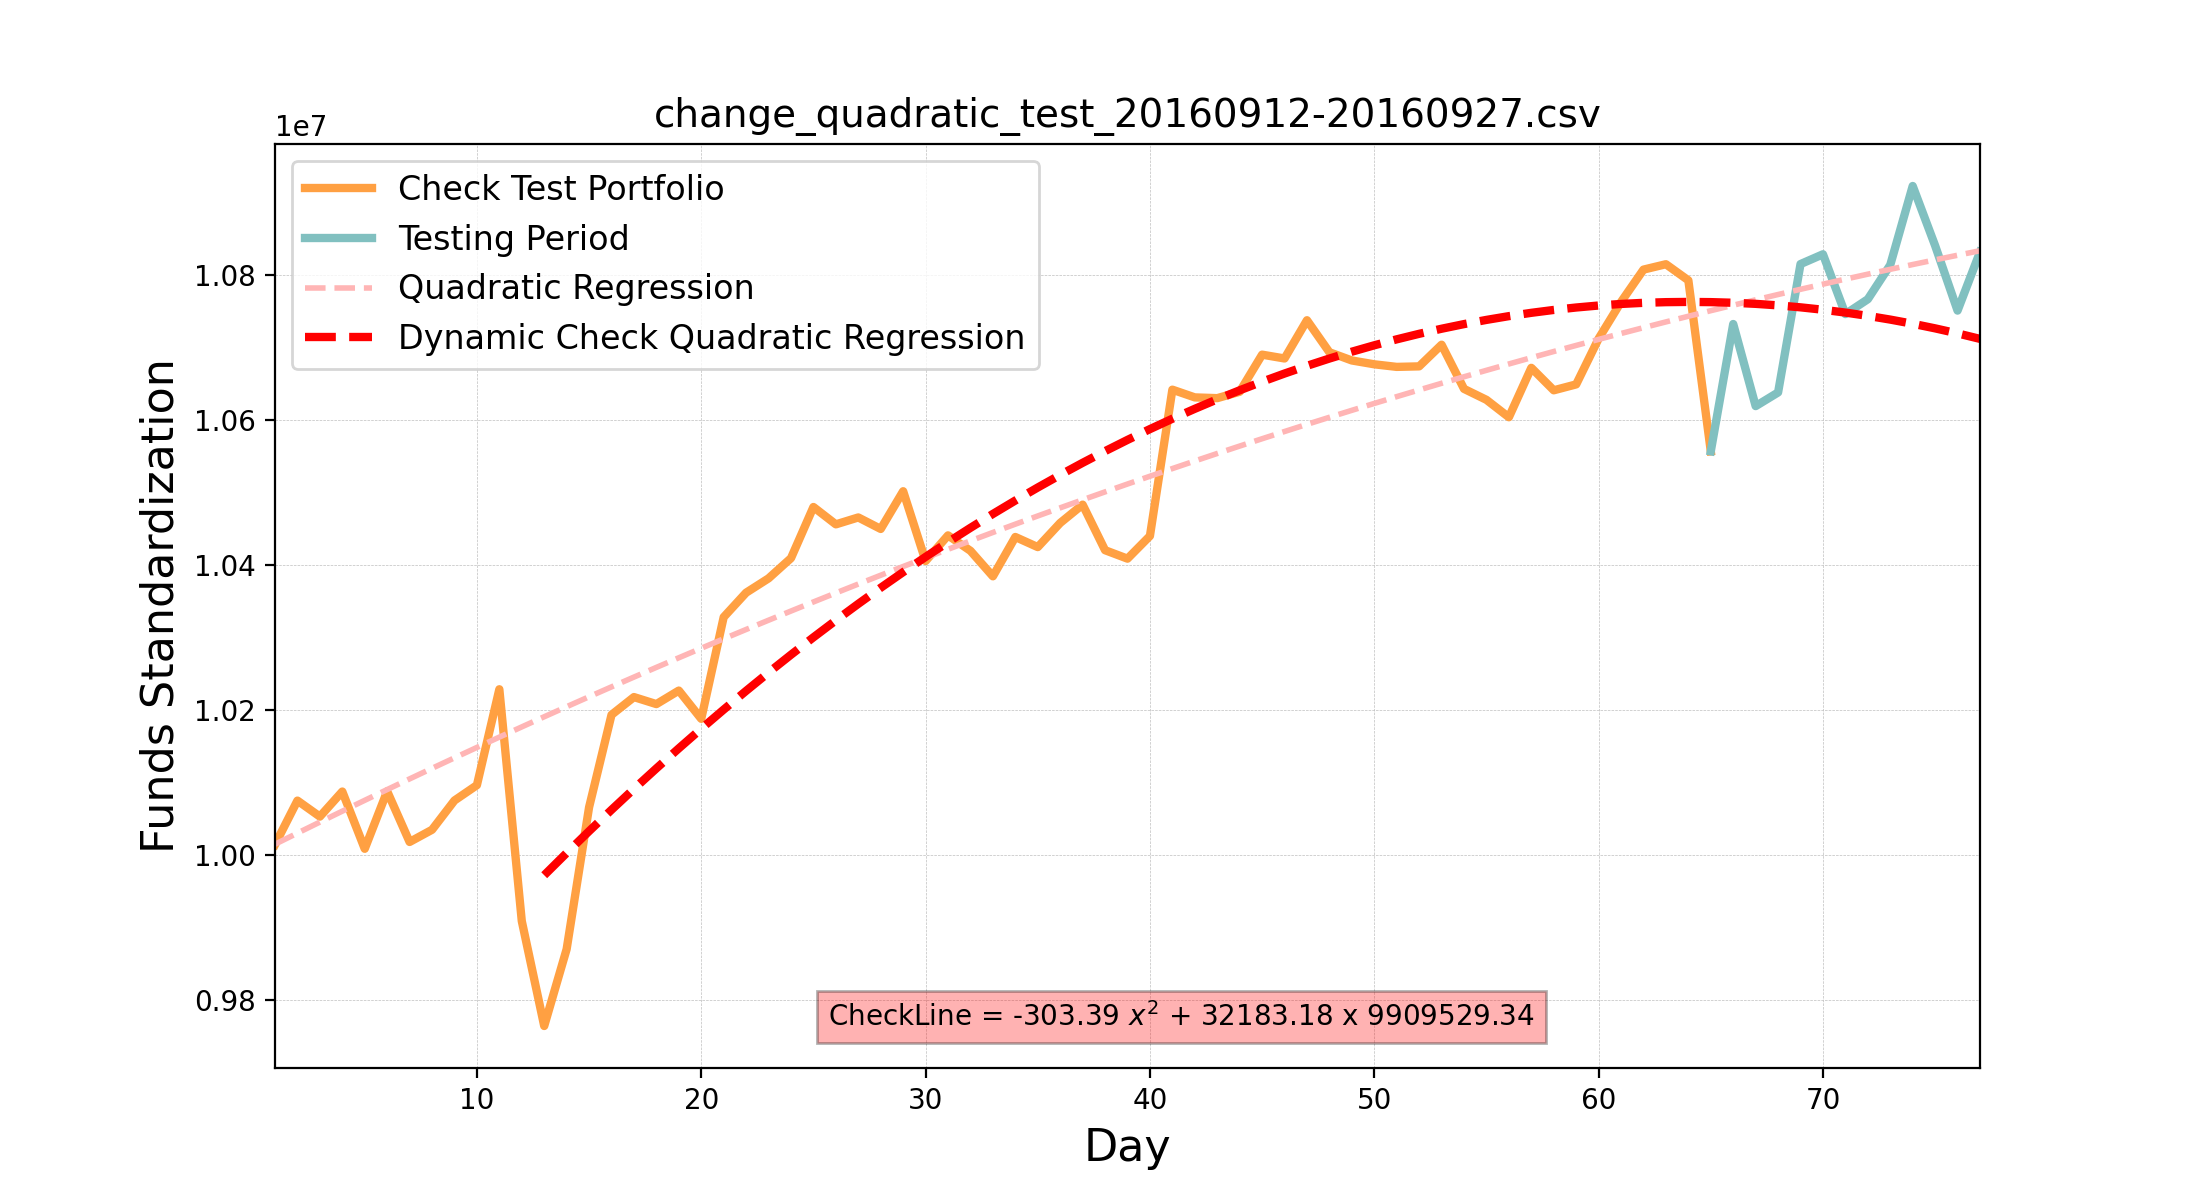 change_quadratic_test_20160912-20160927.csv
1e7
Check Test Portfolio
Testing Period
Quadratic Regression
Dynamic Check Quadratic Regression
1.08
1.06
1.04
1.02
1.00
0.98
Funds Standardization
CheckLine = -303.39 x² + 32183.18 x 9909529.34
10 20 30 40 50 60 70
Day